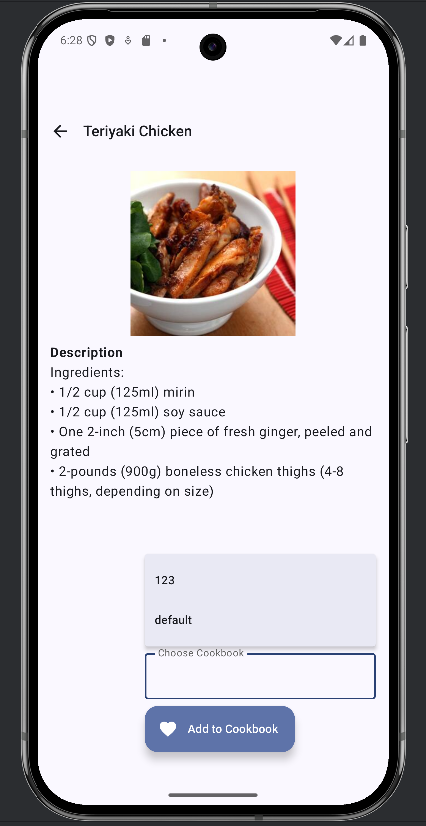 6:28
Teriyaki Chicken
Description
Ingredients:
• 1/2 cup (125ml) mirin
• 1/2 cup (125ml) soy sauce
• One 2-inch (5cm) piece of fresh ginger, peeled and
grated
• 2-pounds (900g) boneless chicken thighs (4-8
thighs, depending on size)
123
default
Choose Cookbook
Add to Cookbook